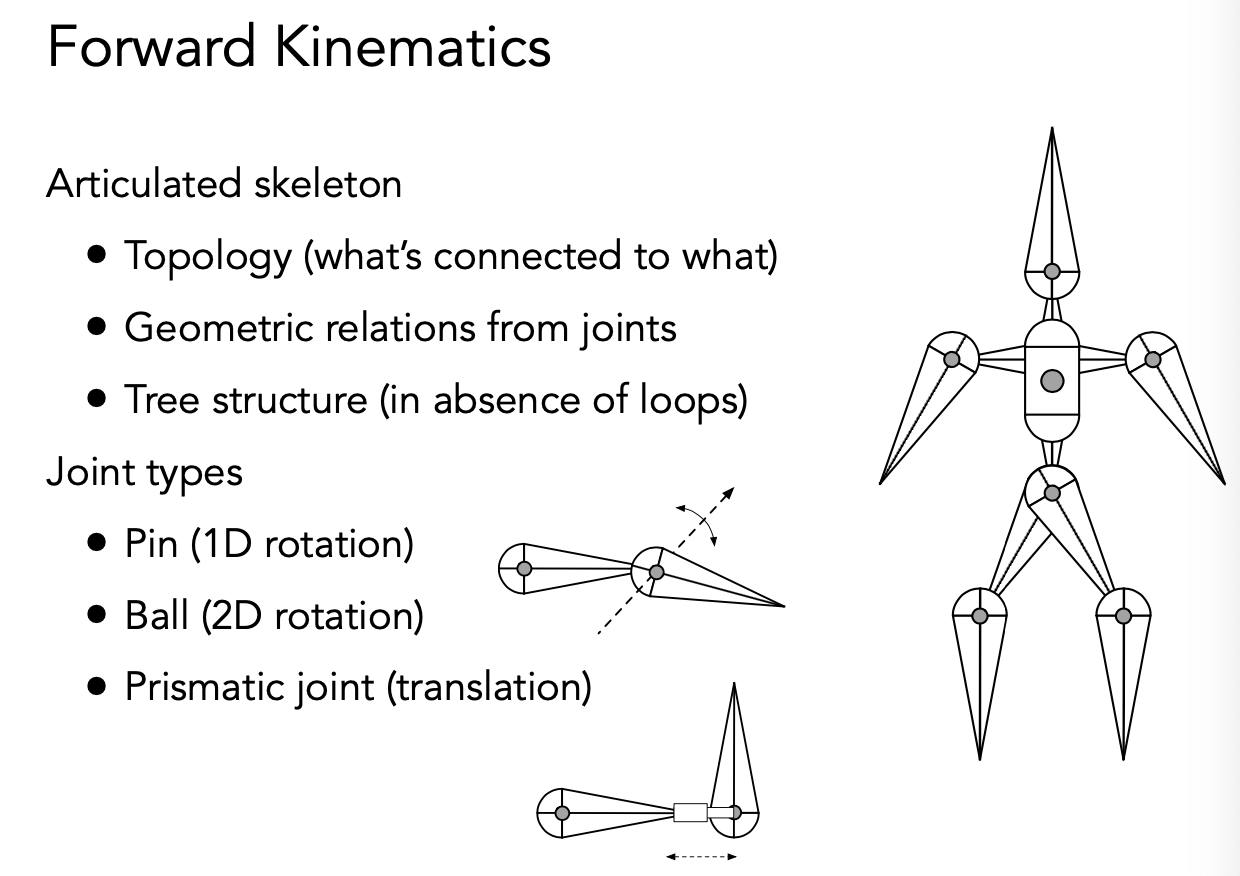 Forward Kinematics
Articulated skeleton
• Topology (what’s connected to what)
• Geometric relations from joints
• Tree structure (in absence of loops)
Joint types
• Pin (1D rotation)
• Ball (2D rotation)
• Prismatic joint (translation)